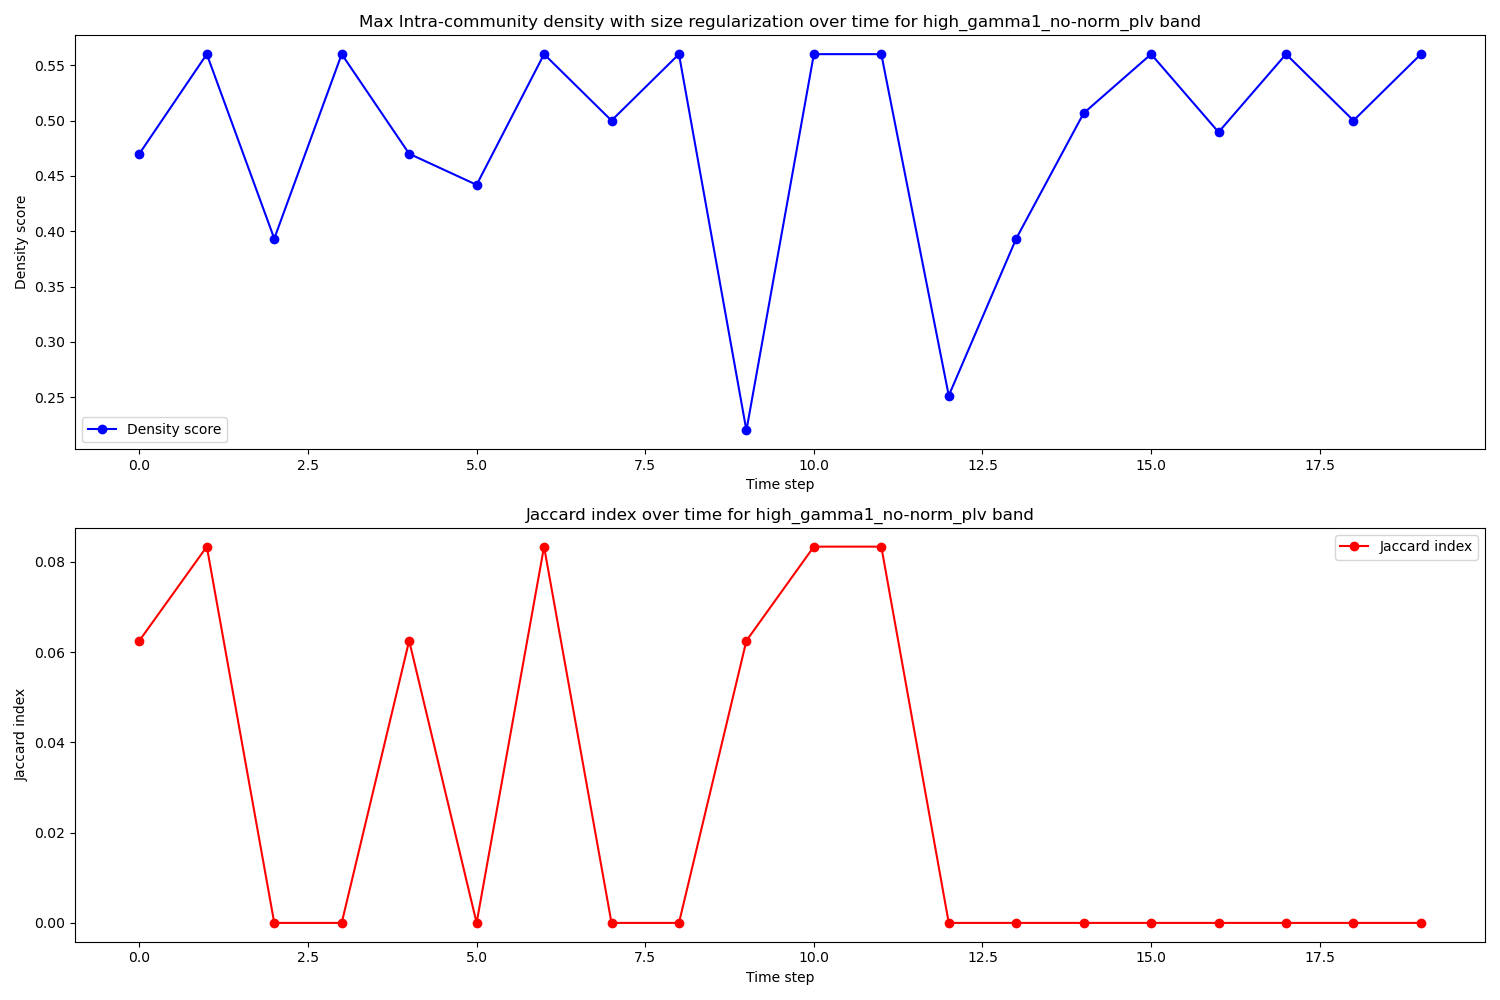 Max Intra-community density with size regularization over time for high_gamma1_no-norm_plv band
0.55
0.50
0.45
0.40
0.35
0.30
0.25
Density score
Density score
0.0 2.5 5.0 7.5 10.0 12.5 15.0 17.5
Time step
Jaccard index over time for high_gamma1_no-norm_plv band
0.08
0.06
0.04
0.02
0.00
Jaccard index
Jaccard index
0.0 2.5 5.0 7.5 10.0 12.5 15.0 17.5
Time step